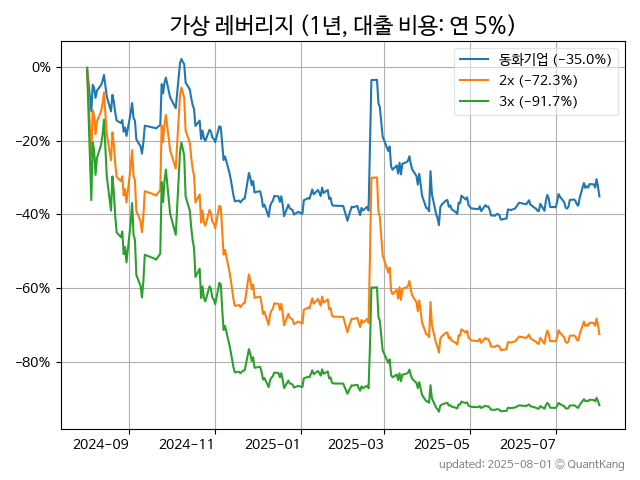 가상 레버리지 (1년, 대출 비용: 연 5%)
동화기업 (−35.0%)
2x (−72.3%)
3x (−91.7%)
0%
−20%
−40%
−60%
−80%
2024-09 2024-11 2025-01 2025-03 2025-05 2025-07
updated: 2025-08-01 © QuantKang